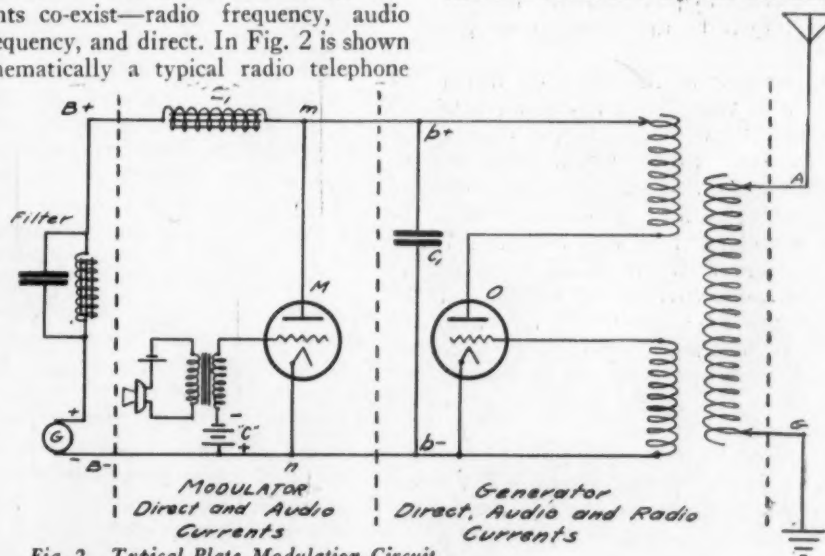 nts co-exist—radio frequency, audio
equency, and direct. In Fig. 2 is shown
hematically a typical radio telephone
B+
L,
m
b+
A
Filter
C,
M
O
+
G
-
B-
-
"C"
+
n
b-
G
MODULATOR
Direct and Audio
Currents
Generator
Direct, Audio and Radio
Currents
Fig. 2. Typical Plate Modulation Circuit